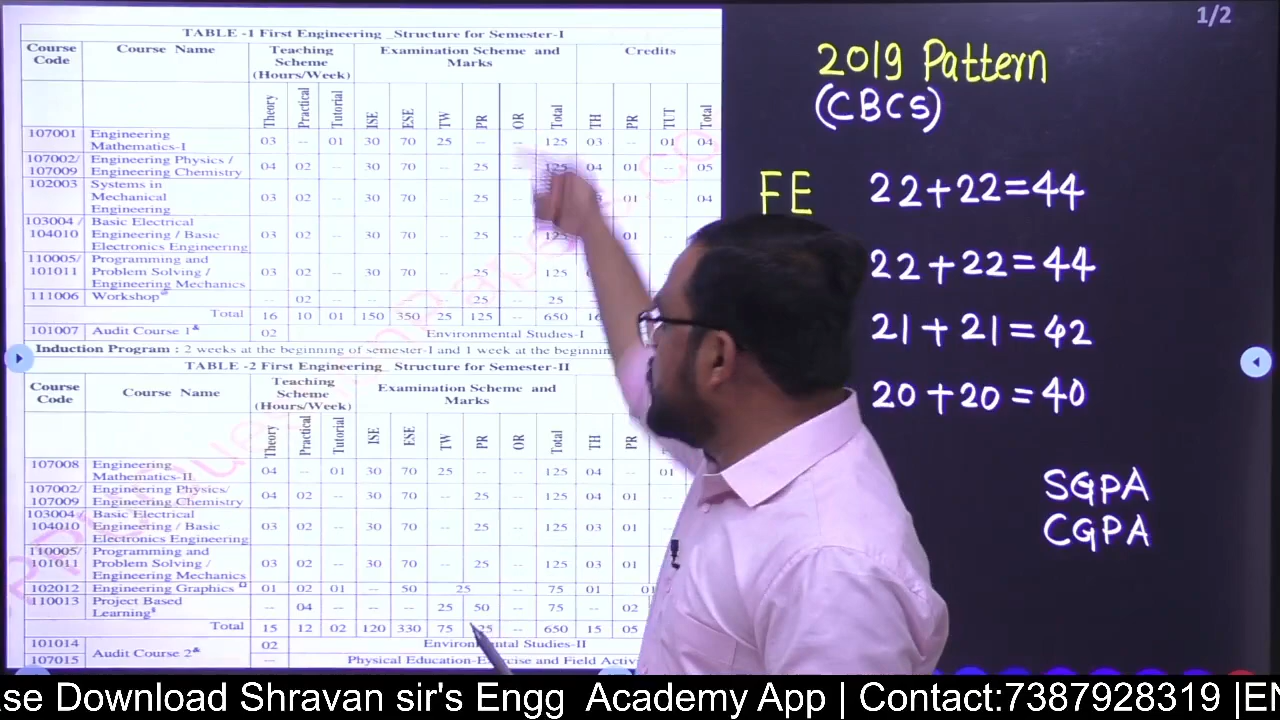 1/2
TABLE -1 First Engineering _Structure for Semester-I
Course Code | Course Name | Teaching Scheme (Hours/Week) | Examination Scheme and Marks | Credits
Theory | Practical | Tutorial | ISE | ESE | TW | PR | OR | Total | TH | PR | TUT | Total
107001 | Engineering Mathematics-I | 03 | -- | 01 | 30 | 70 | 25 | -- | -- | 125 | 03 | -- | 01 | 04
107002/ 107009 | Engineering Physics / Engineering Chemistry | 04 | 02 | -- | 30 | 70 | -- | 25 | -- | 125 | 04 | 01 | -- | 05
102003 | Systems in Mechanical Engineering | 03 | 02 | -- | 30 | 70 | -- | 25 | -- | 01 | -- | 04
103004 / 104010 | Basic Electrical Engineering / Basic Electronics Engineering | 03 | 02 | -- | 30 | 70 | -- | 25 | -- | 125 | 01
110005/ 101011 | Programming and Problem Solving / Engineering Mechanics | 03 | 02 | -- | 30 | 70 | -- | 25 | -- | 125
111006 | Workshop | -- | 02 | -- | 25 | -- | 25
Total | 16 | 10 | 01 | 150 | 350 | 25 | 125 | -- | 650 | 16
101007 | Audit Course 1& | 02 | Environmental Studies-I
Induction Program : 2 weeks at the beginning of semester-I and 1 week at the beginnin
TABLE -2 First Engineering_ Structure for Semester-II
Course Code | Course Name | Teaching Scheme (Hours/Week) | Examination Scheme and Marks
Theory | Practical | Tutorial | ISE | ESE | TW | PR | OR | Total | TH | PR
107008 | Engineering Mathematics-II | 04 | -- | 01 | 30 | 70 | 25 | -- | -- | 125 | 04 | -- | 01
107002/ 107009 | Engineering Physics/ Engineering Chemistry | 04 | 02 | -- | 30 | 70 | -- | 25 | -- | 125 | 04 | 01
103004/ 104010 | Basic Electrical Engineering / Basic Electronics Engineering | 03 | 02 | -- | 30 | 70 | -- | 25 | -- | 125 | 03 | 01
110005/ 101011 | Programming and Problem Solving / Engineering Mechanics | 03 | 02 | -- | 30 | 70 | -- | 25 | -- | 125 | 03 | 01
102012 | Engineering Graphics Ω | 01 | 02 | 01 | -- | 50 | 25 | -- | 75 | 01 | 01
110013 | Project Based Learning§ | -- | 04 | -- | -- | -- | 25 | 50 | -- | 75 | -- | 02
Total | 15 | 12 | 02 | 120 | 330 | 75 | -- | 650 | 15 | 05
101014 | Audit Course 2& | 02 | Environmental Studies-II
107015 | -- | Physical Education-Exercise and Field Activ
2019 Pattern
(CBCS)
FE 22+22=44
22+22=44
21+21=42
20+20=40
SGPA
CGPA
se Download Shravan sir's Engg Academy App | Contact:7387928319 |EN